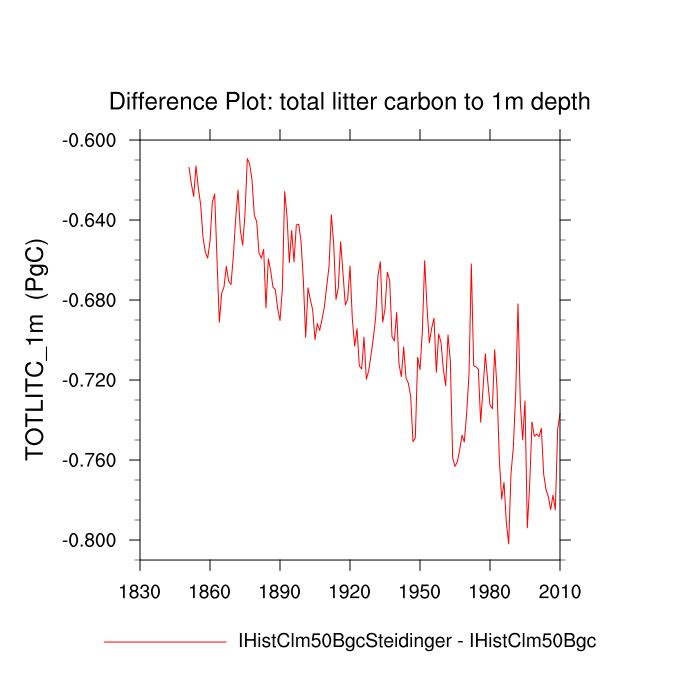 Difference Plot: total litter carbon to 1m depth
TOTLITC_1m (PgC)
-0.600
-0.640
-0.680
-0.720
-0.760
-0.800
1830 1860 1890 1920 1950 1980 2010
IHistClm50BgcSteidinger - IHistClm50Bgc